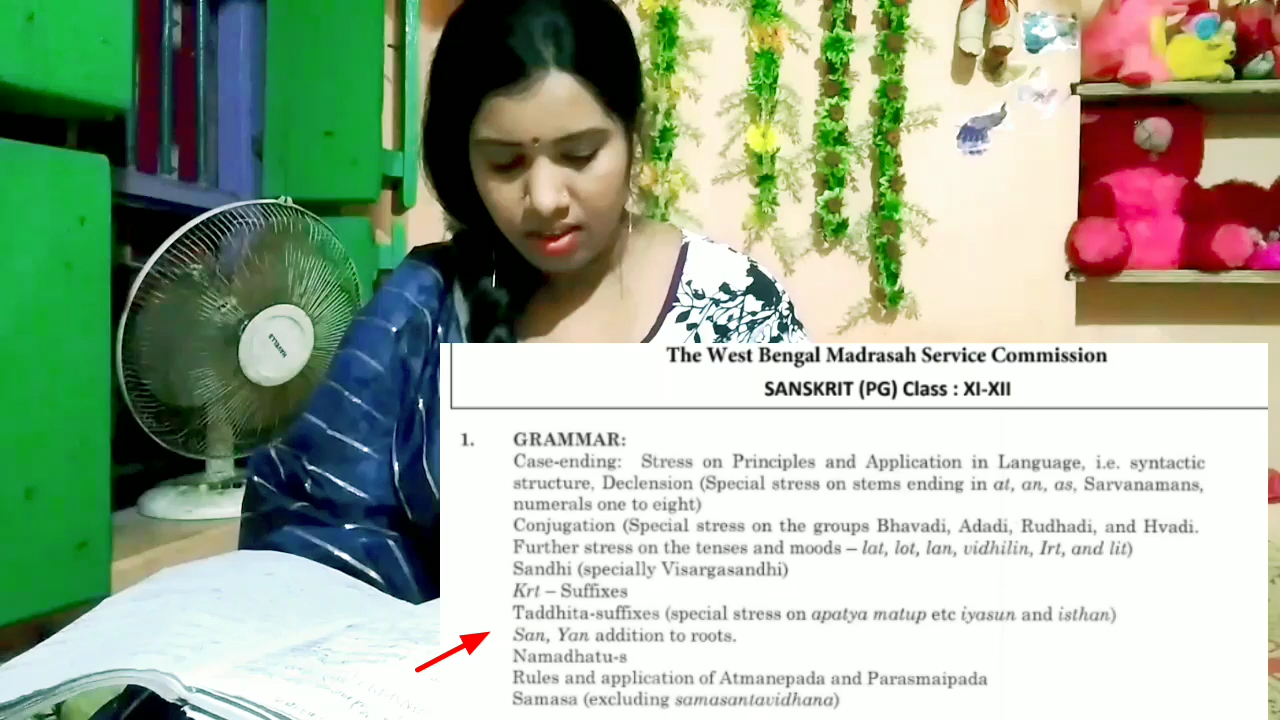 The West Bengal Madrasah Service Commission
SANSKRIT (PG) Class : XI-XII
1. GRAMMAR:
Case-ending: Stress on Principles and Application in Language, i.e. syntactic
structure, Declension (Special stress on stems ending in at, an, as, Sarvanamans,
numerals one to eight)
Conjugation (Special stress on the groups Bhavadi, Adadi, Rudhadi, and Hvadi.
Further stress on the tenses and moods – lat, lot, lan, vidhilin, Irt, and lit)
Sandhi (specially Visargasandhi)
Krt – Suffixes
Taddhita-suffixes (special stress on apatya matup etc iyasun and isthan)
San, Yan addition to roots.
Namadhatu-s
Rules and application of Atmanepada and Parasmaipada
Samasa (excluding samasantavidhana)
HAVELLS